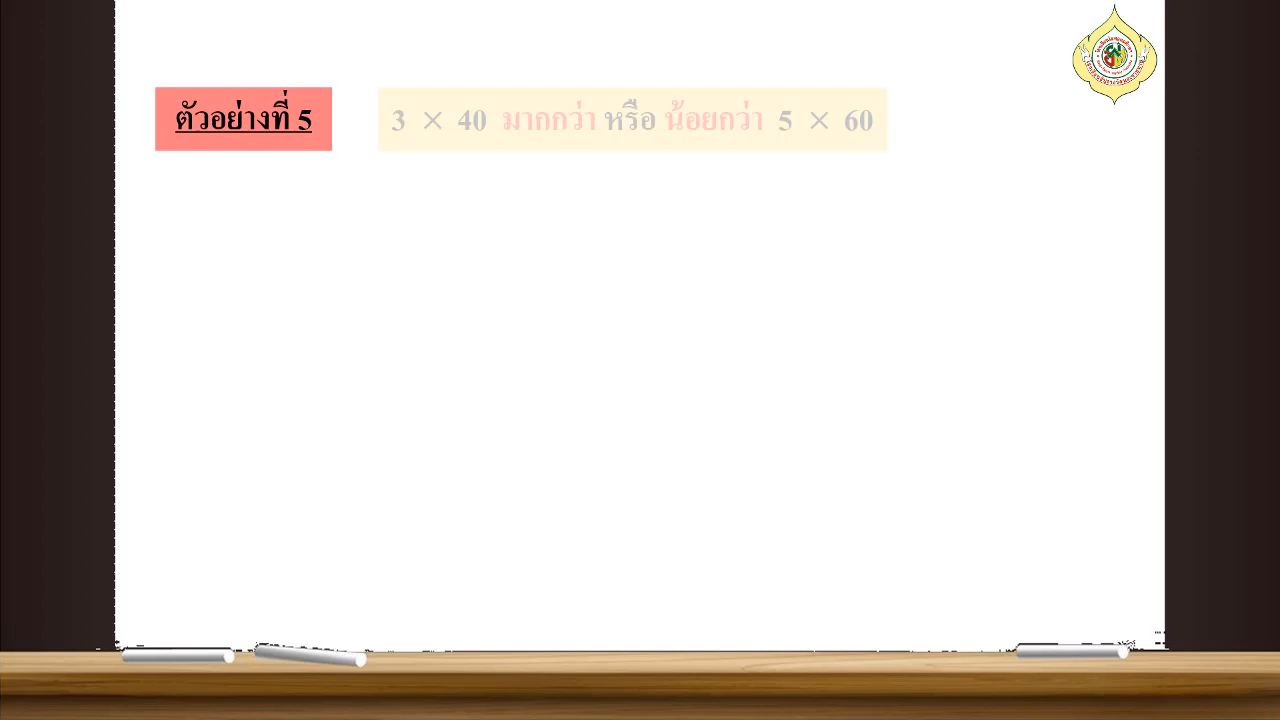 ตัวอย่างที่ 5 3 × 40 มากกว่า หรือ น้อยกว่า 5 × 60